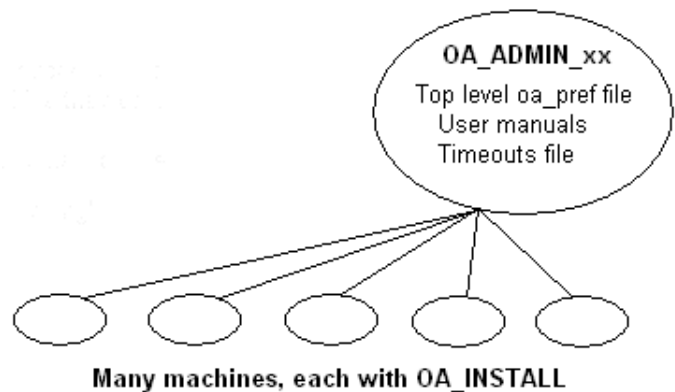 OA_ADMIN_xx
Top level oa_pref file
User manuals
Timeouts file
Many machines, each with OA_INSTALL